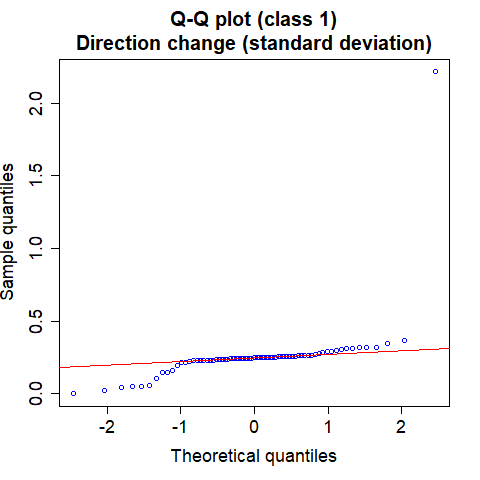 Q-Q plot (class 1)
Direction change (standard deviation)
Sample quantiles
2.0
1.5
1.0
0.5
0.0
-2
-1
0
1
2
Theoretical quantiles